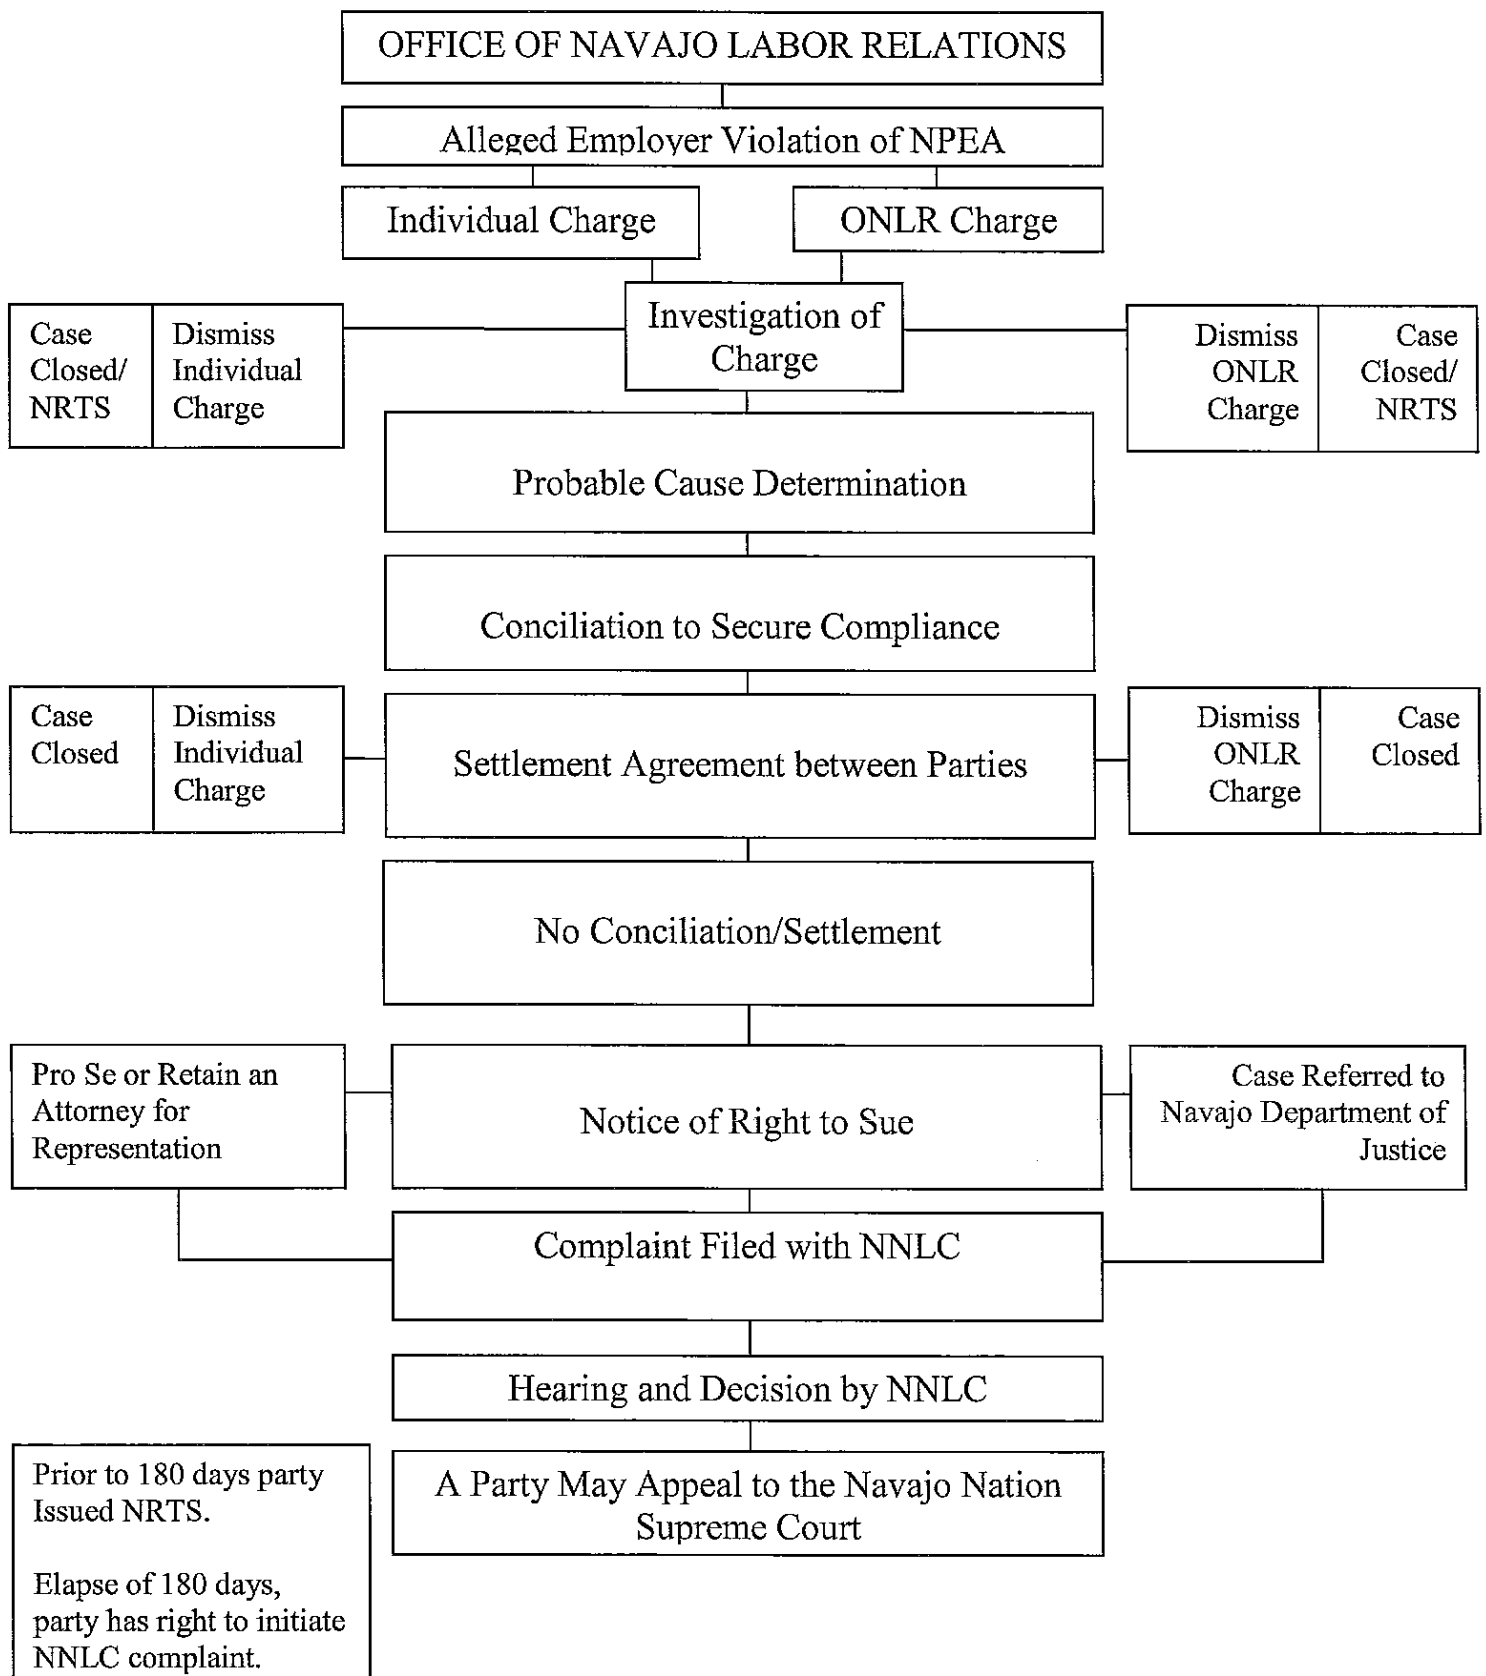 OFFICE OF NAVAJO LABOR RELATIONS
Alleged Employer Violation of NPEA
Individual Charge
ONLR Charge
Investigation of
Charge
Case
Closed/
NRTS
Dismiss
Individual
Charge
Dismiss
ONLR
Charge
Case
Closed/
NRTS
Probable Cause Determination
Conciliation to Secure Compliance
Case
Closed
Dismiss
Individual
Charge
Settlement Agreement between Parties
Dismiss
ONLR
Charge
Case
Closed
No Conciliation/Settlement
Pro Se or Retain an
Attorney for
Representation
Notice of Right to Sue
Case Referred to
Navajo Department of
Justice
Complaint Filed with NNLC
Hearing and Decision by NNLC
A Party May Appeal to the Navajo Nation
Supreme Court
Prior to 180 days party
Issued NRTS.
Elapse of 180 days,
party has right to initiate
NNLC complaint.